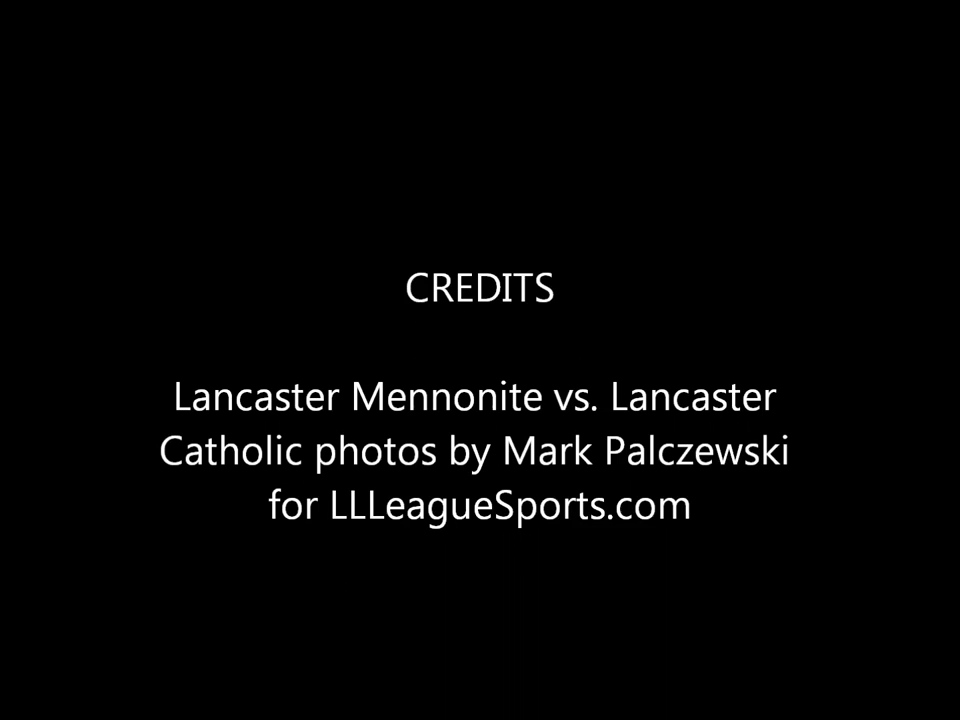 CREDITS
Lancaster Mennonite vs. Lancaster
Catholic photos by Mark Palczewski
for LLLeagueSports.com